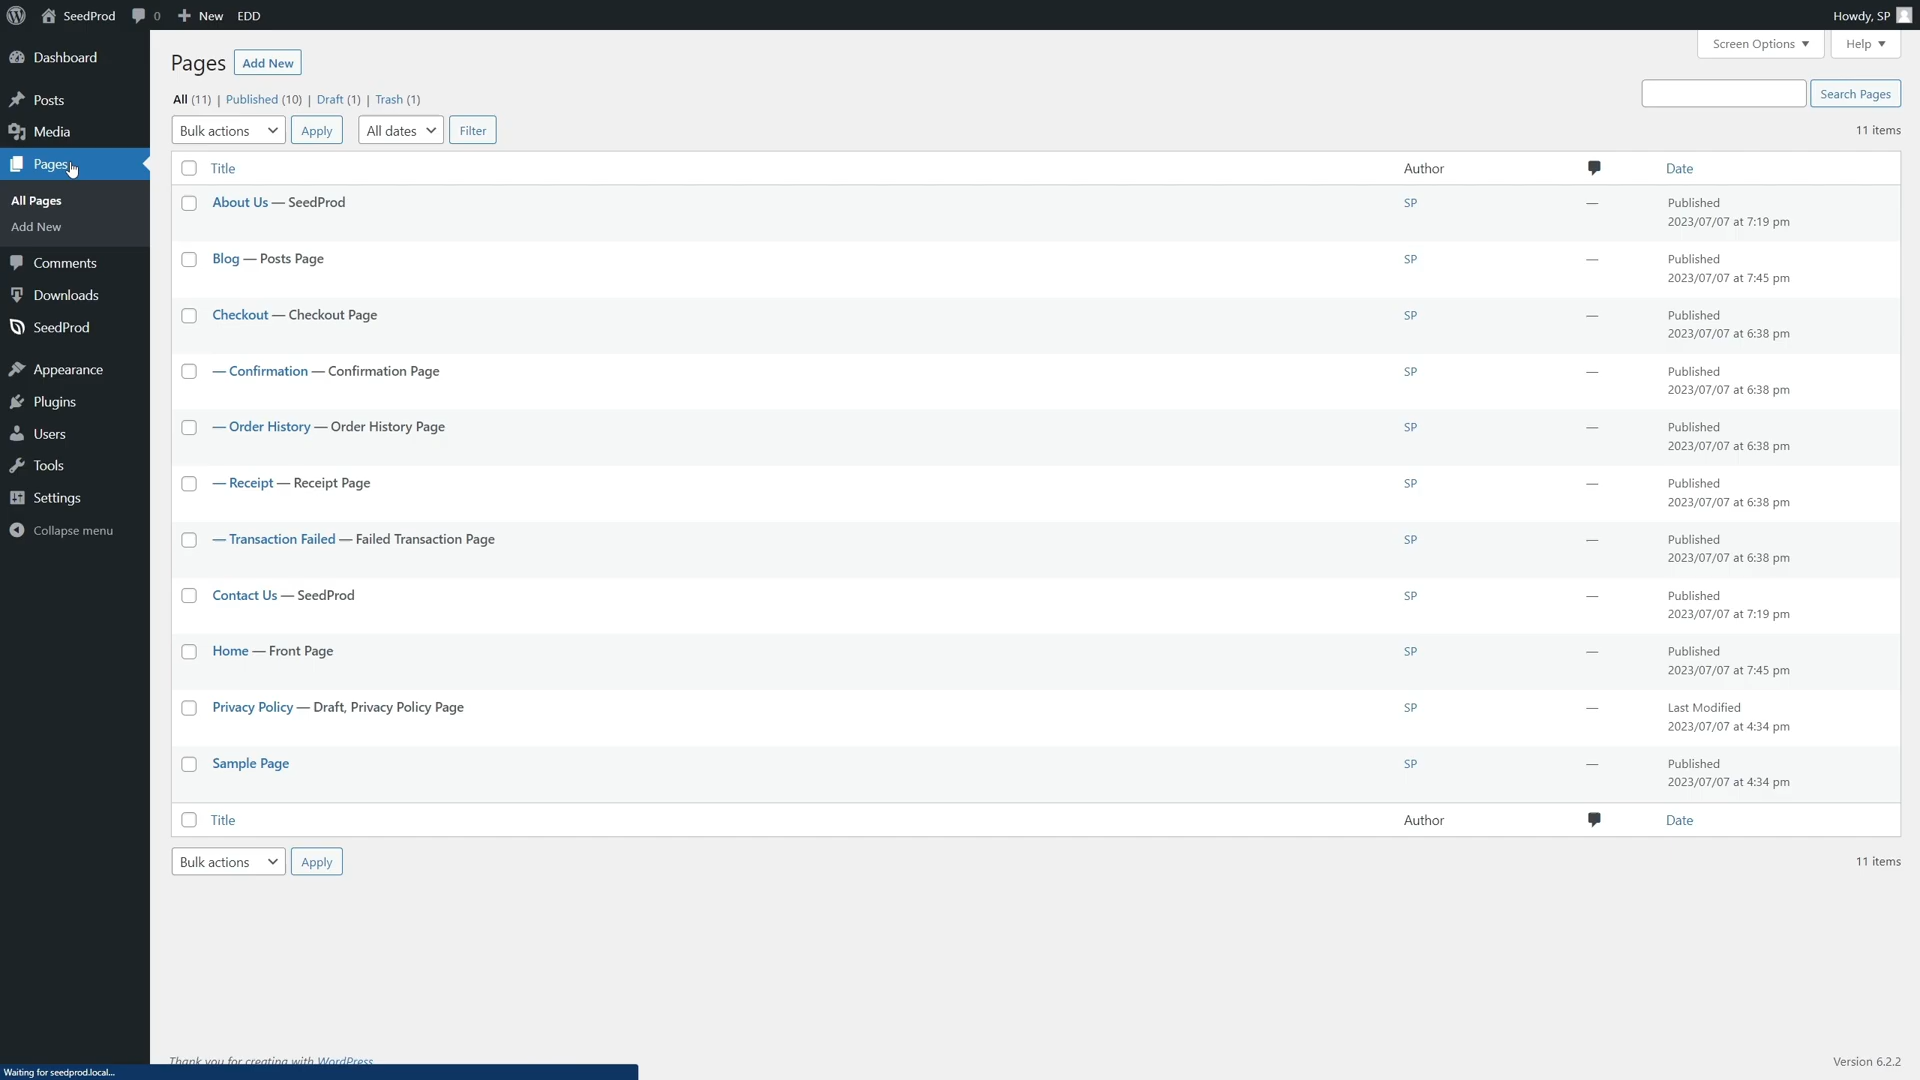 SeedProd 0 New EDD Howdy, SP
Dashboard
Posts
Media
Pages
All Pages
Add New
Comments
Downloads
SeedProd
Appearance
Plugins
Users
Tools
Settings
Collapse menu
Screen Options Help
Pages Add New
All (11) | Published (10) | Draft (1) | Trash (1)
Search Pages
Bulk actions Apply All dates Filter
11 items
Title Author Date
About Us — SeedProd SP — Published
2023/07/07 at 7:19 pm
Blog — Posts Page SP — Published
2023/07/07 at 7:45 pm
Checkout — Checkout Page SP — Published
2023/07/07 at 6:38 pm
— Confirmation — Confirmation Page SP — Published
2023/07/07 at 6:38 pm
— Order History — Order History Page SP — Published
2023/07/07 at 6:38 pm
— Receipt — Receipt Page SP — Published
2023/07/07 at 6:38 pm
— Transaction Failed — Failed Transaction Page SP — Published
2023/07/07 at 6:38 pm
Contact Us — SeedProd SP — Published
2023/07/07 at 7:19 pm
Home — Front Page SP — Published
2023/07/07 at 7:45 pm
Privacy Policy — Draft, Privacy Policy Page SP — Last Modified
2023/07/07 at 4:34 pm
Sample Page SP — Published
2023/07/07 at 4:34 pm
Title Author Date
Bulk actions Apply 11 items
Thank you for creating with WordPress Version 6.2.2
Waiting for seedprod.local...